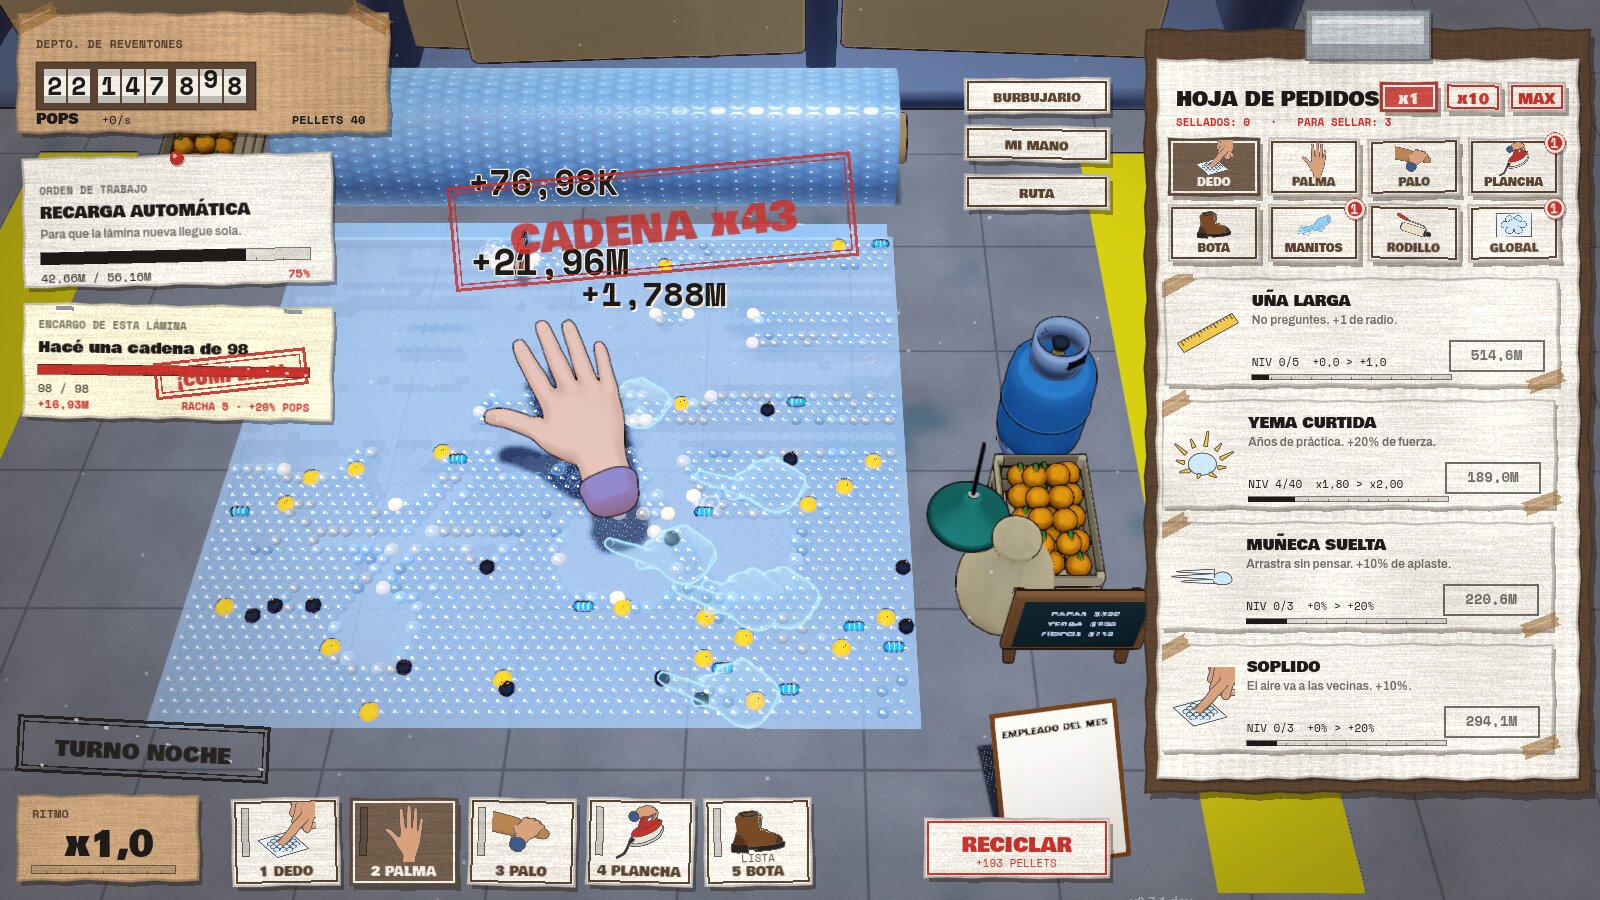 DEPTO. DE REVENTONES
22 147 898
POPS +0/s PELLETS 40
ORDEN DE TRABAJO
RECARGA AUTOMÁTICA
Para que la lámina nueva llegue sola.
42,66M / 56,16M 75%
ENCARGO DE ESTA LÁMINA
Hacé una cadena de 98
98 / 98
+16,93M RACHA 5 · +20% POPS
+76,98K
CADENA x43
+21,96M
+1,788M
BURBUJARIO
MI MANO
RUTA
HOJA DE PEDIDOS x1 x10 MAX
SELLADOS: 0 · PARA SELLAR: 3
DEDO PALMA PALO PLANCHA 1
BOTA MANITOS 1 RODILLO GLOBAL 1
UÑA LARGA
No preguntes. +1 de radio.
NIV 0/5 +0,0 > +1,0 514,6M
YEMA CURTIDA
Años de práctica. +20% de fuerza.
NIV 4/40 x1,80 > x2,00 189,0M
MUÑECA SUELTA
Arrastra sin pensar. +10% de aplaste.
NIV 0/3 +0% > +20% 220,6M
SOPLIDO
El aire va a las vecinas. +10%.
NIV 0/3 +0% > +20% 294,1M
EMPLEADO DEL MES
TURNO NOCHE
RITMO
x1,0
1 DEDO
2 PALMA
3 PALO
4 PLANCHA
LISTA
5 BOTA
RECICLAR
+193 PELLETS